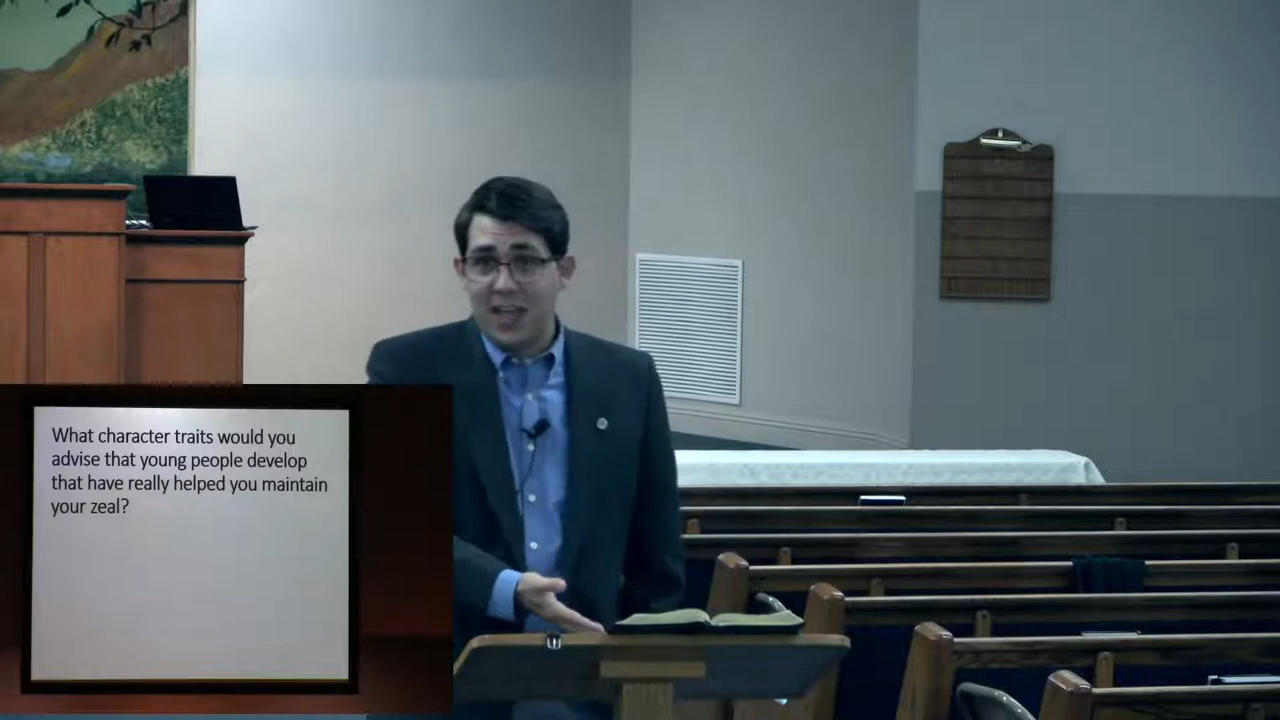 What character traits would you
advise that young people develop
that have really helped you maintain
your zeal?